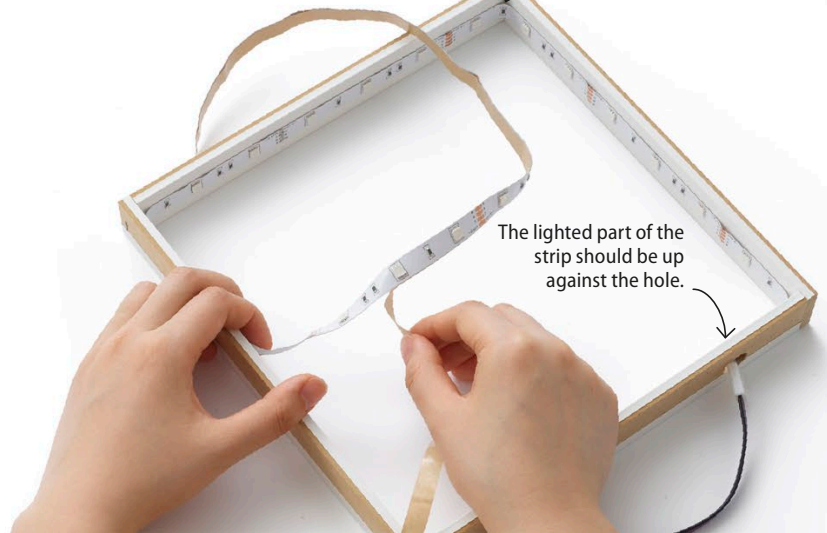 The lighted part of the
strip should be up
against the hole.